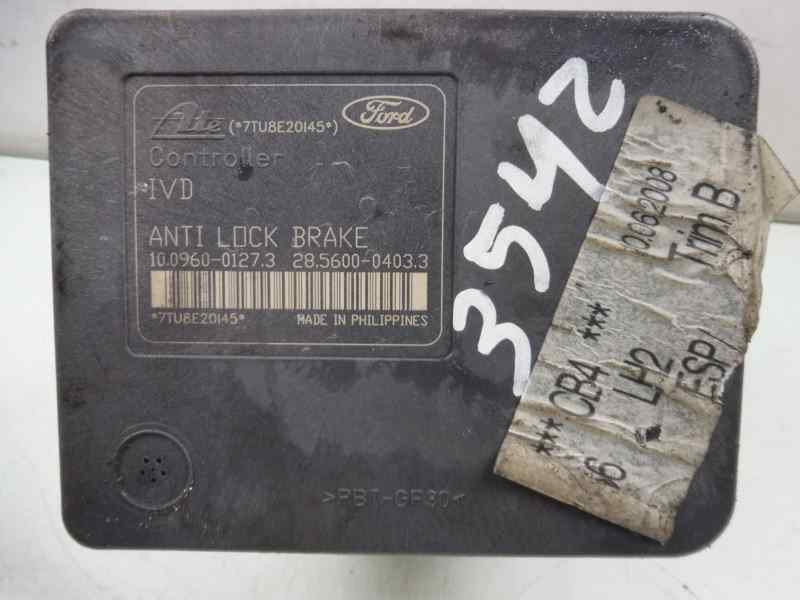 Ate (*7TU8E20145*) Ford
Controller
IVD
ANTI LOCK BRAKE
10.0960-0127.3 28.5600-0403.3
*7TU8E20145* MADE IN PHILIPPINES
3542
0.06.2008 Trim B
*** CB4 *** LH2 ESP/
>PBT-GF30<